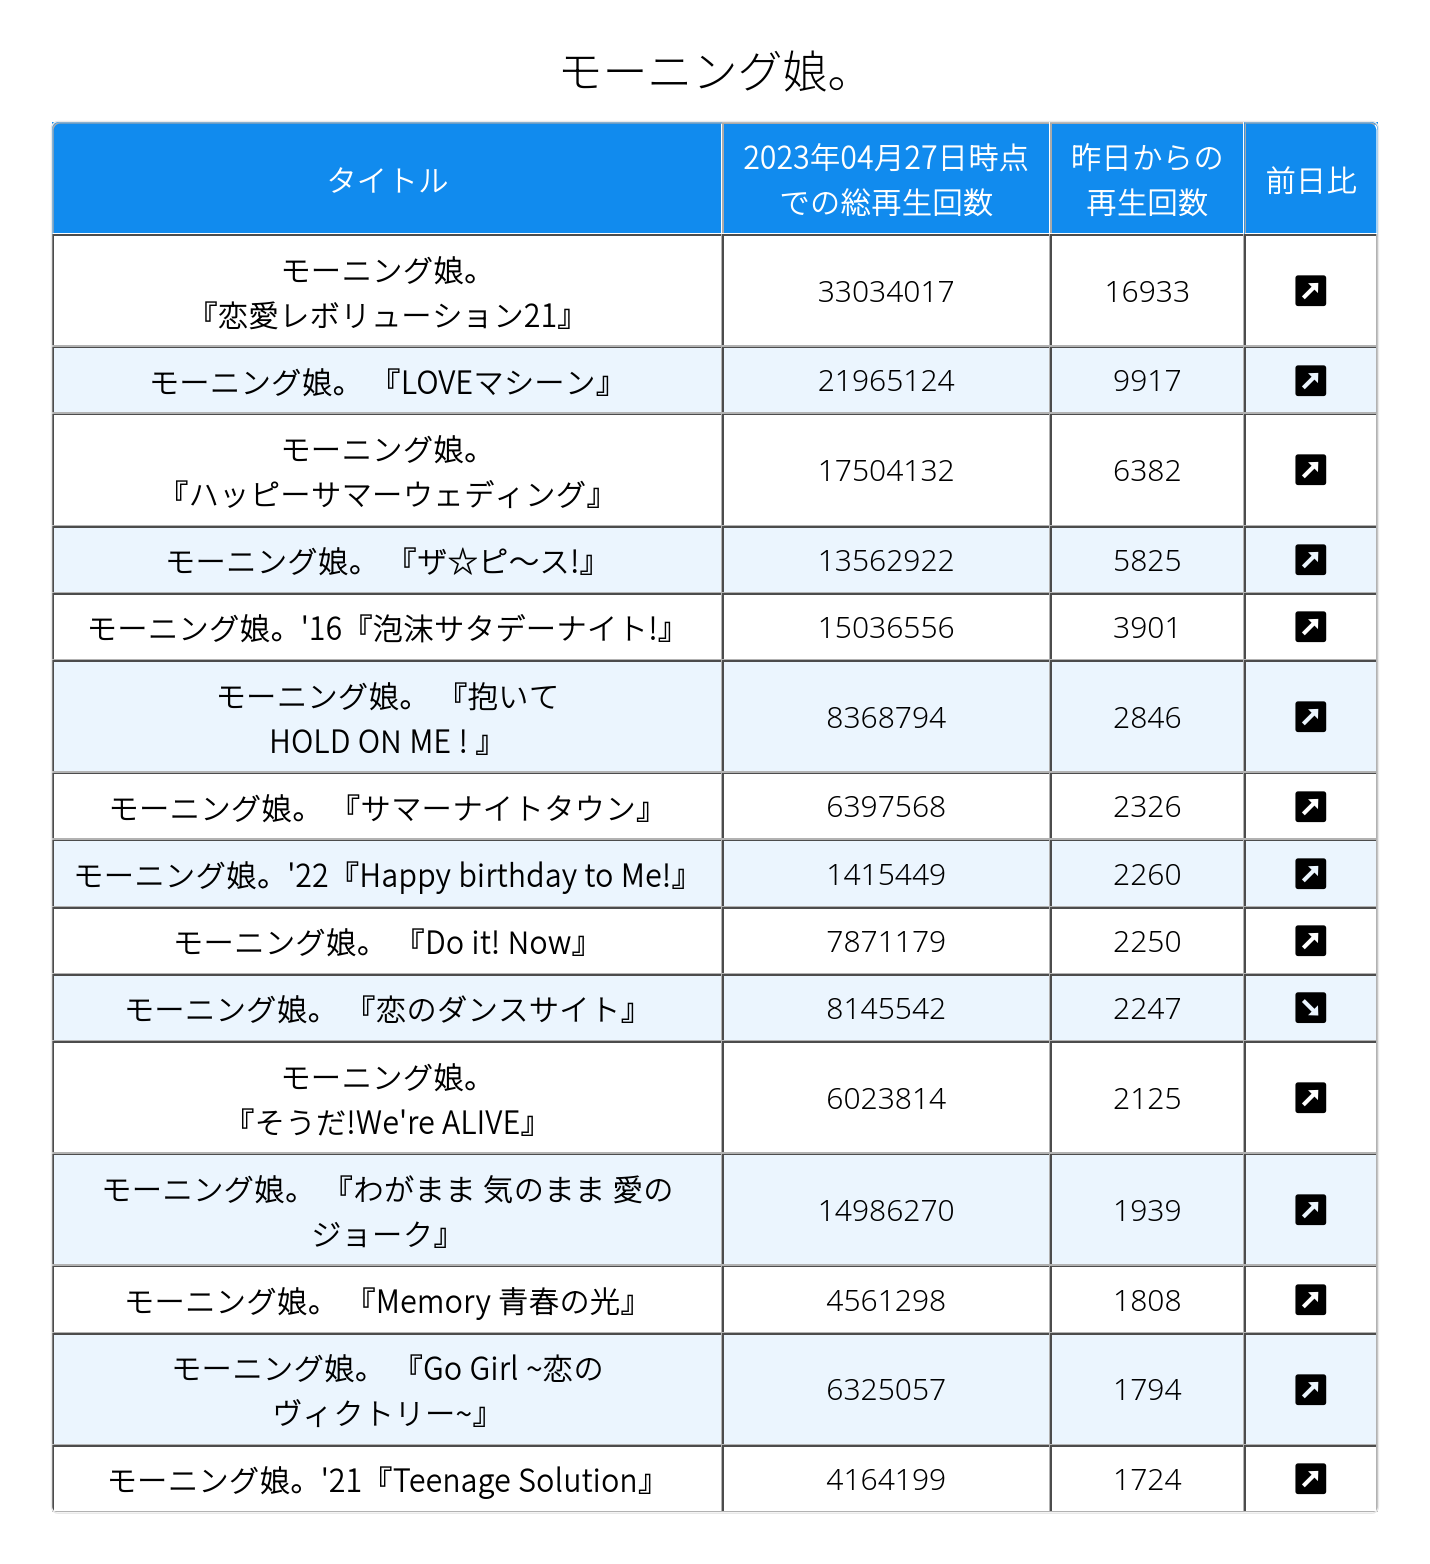 モーニング娘。
タイトル
2023年04月27日時点
での総再生回数
昨日からの
再生回数
前日比
モーニング娘。
『恋愛レボリューション21』
33034017
16933
モーニング娘。 『LOVEマシーン』
21965124
9917
モーニング娘。
『ハッピーサマーウェディング』
17504132
6382
モーニング娘。 『ザ☆ピ〜ス!』
13562922
5825
モーニング娘。'16『泡沫サタデーナイト!』
15036556
3901
モーニング娘。 『抱いて
HOLD ON ME ! 』
8368794
2846
モーニング娘。 『サマーナイトタウン』
6397568
2326
モーニング娘。'22『Happy birthday to Me!』
1415449
2260
モーニング娘。 『Do it! Now』
7871179
2250
モーニング娘。 『恋のダンスサイト』
8145542
2247
モーニング娘。
『そうだ!We're ALIVE』
6023814
2125
モーニング娘。 『わがまま 気のまま 愛の
ジョーク』
14986270
1939
モーニング娘。 『Memory 青春の光』
4561298
1808
モーニング娘。 『Go Girl ~恋の
ヴィクトリー~』
6325057
1794
モーニング娘。'21『Teenage Solution』
4164199
1724